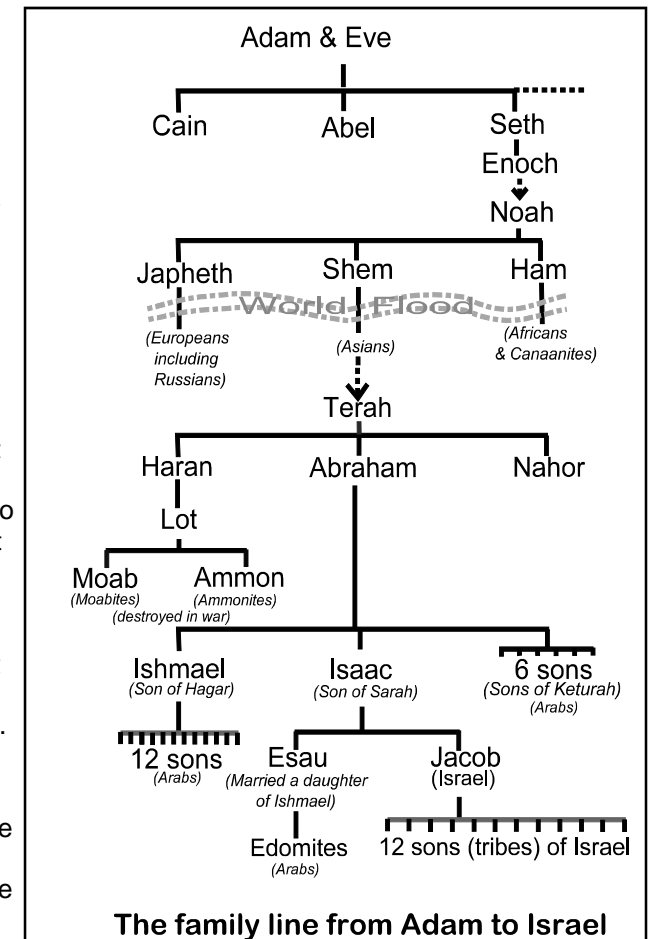 Adam & Eve
Cain Abel Seth
Enoch
Noah
Japheth Shem Ham
World Flood
(Europeans
including
Russians)
(Asians)
(Africans
& Canaanites)
Terah
Haran Abraham Nahor
Lot
Moab Ammon
(Moabites) (Ammonites)
(destroyed in war)
Ishmael
(Son of Hagar)
Isaac
(Son of Sarah)
6 sons
(Sons of Keturah)
(Arabs)
12 sons
(Arabs)
Esau
(Married a daughter
of Ishmael)
Jacob
(Israel)
Edomites
(Arabs)
12 sons (tribes) of Israel
The family line from Adam to Israel